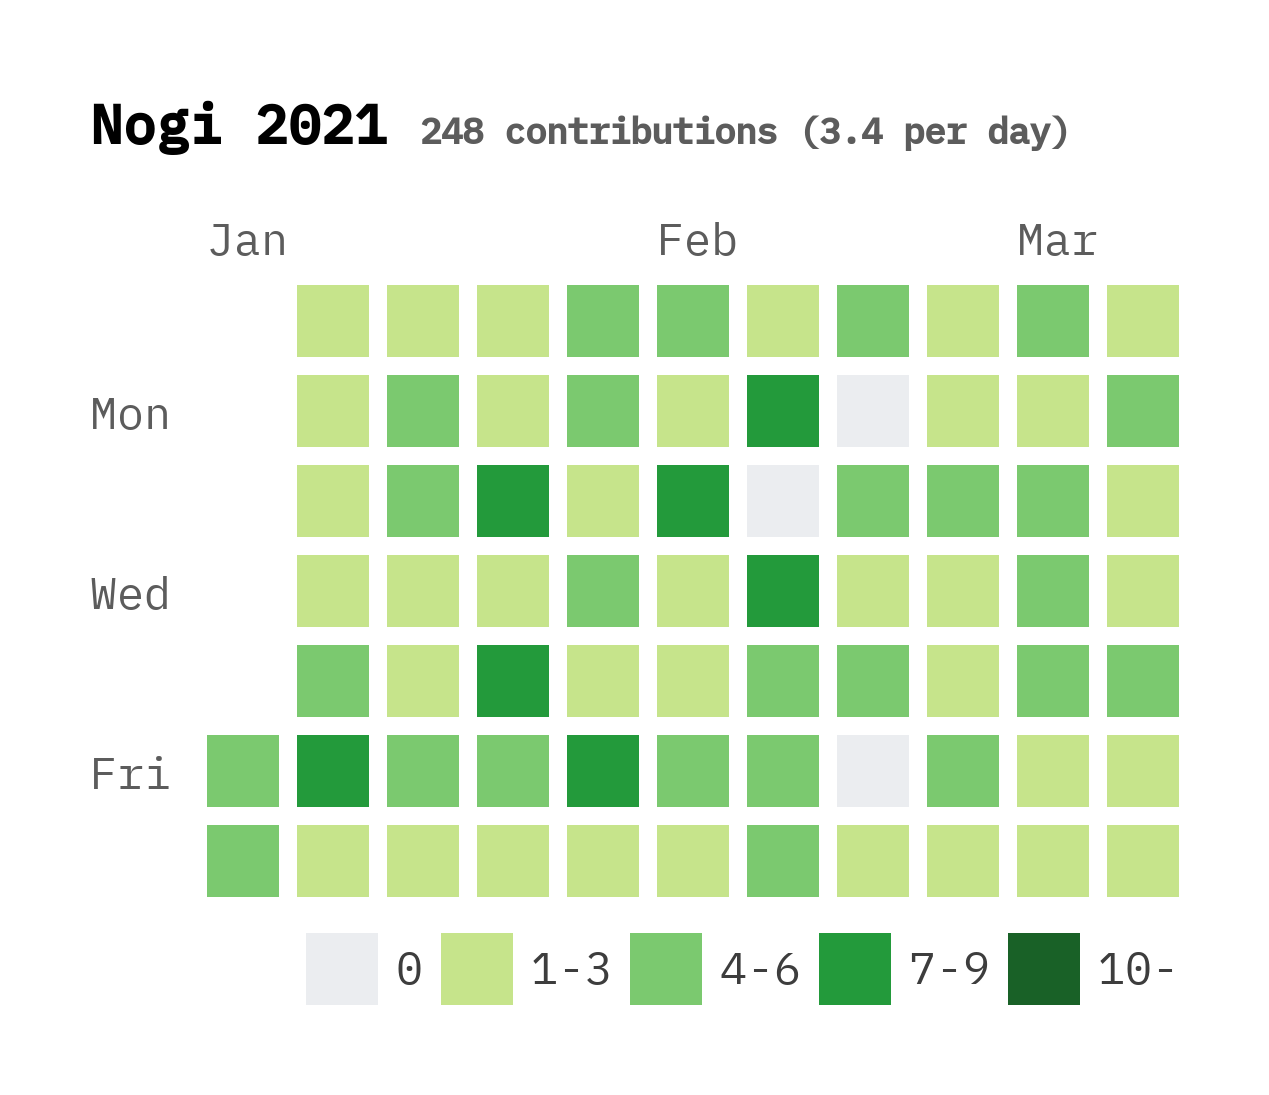 Nogi 2021 248 contributions (3.4 per day)
Jan Feb Mar
Mon
Wed
Fri
0 1-3 4-6 7-9 10-